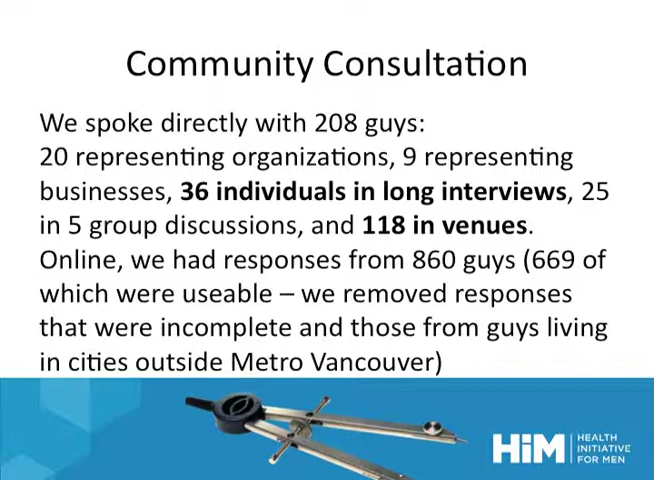 Community Consultation
We spoke directly with 208 guys:
20 representing organizations, 9 representing
businesses, 36 individuals in long interviews, 25
in 5 group discussions, and 118 in venues.
Online, we had responses from 860 guys (669 of
which were useable – we removed responses
that were incomplete and those from guys living
in cities outside Metro Vancouver)
HiM
HEALTH
INITIATIVE
FOR MEN